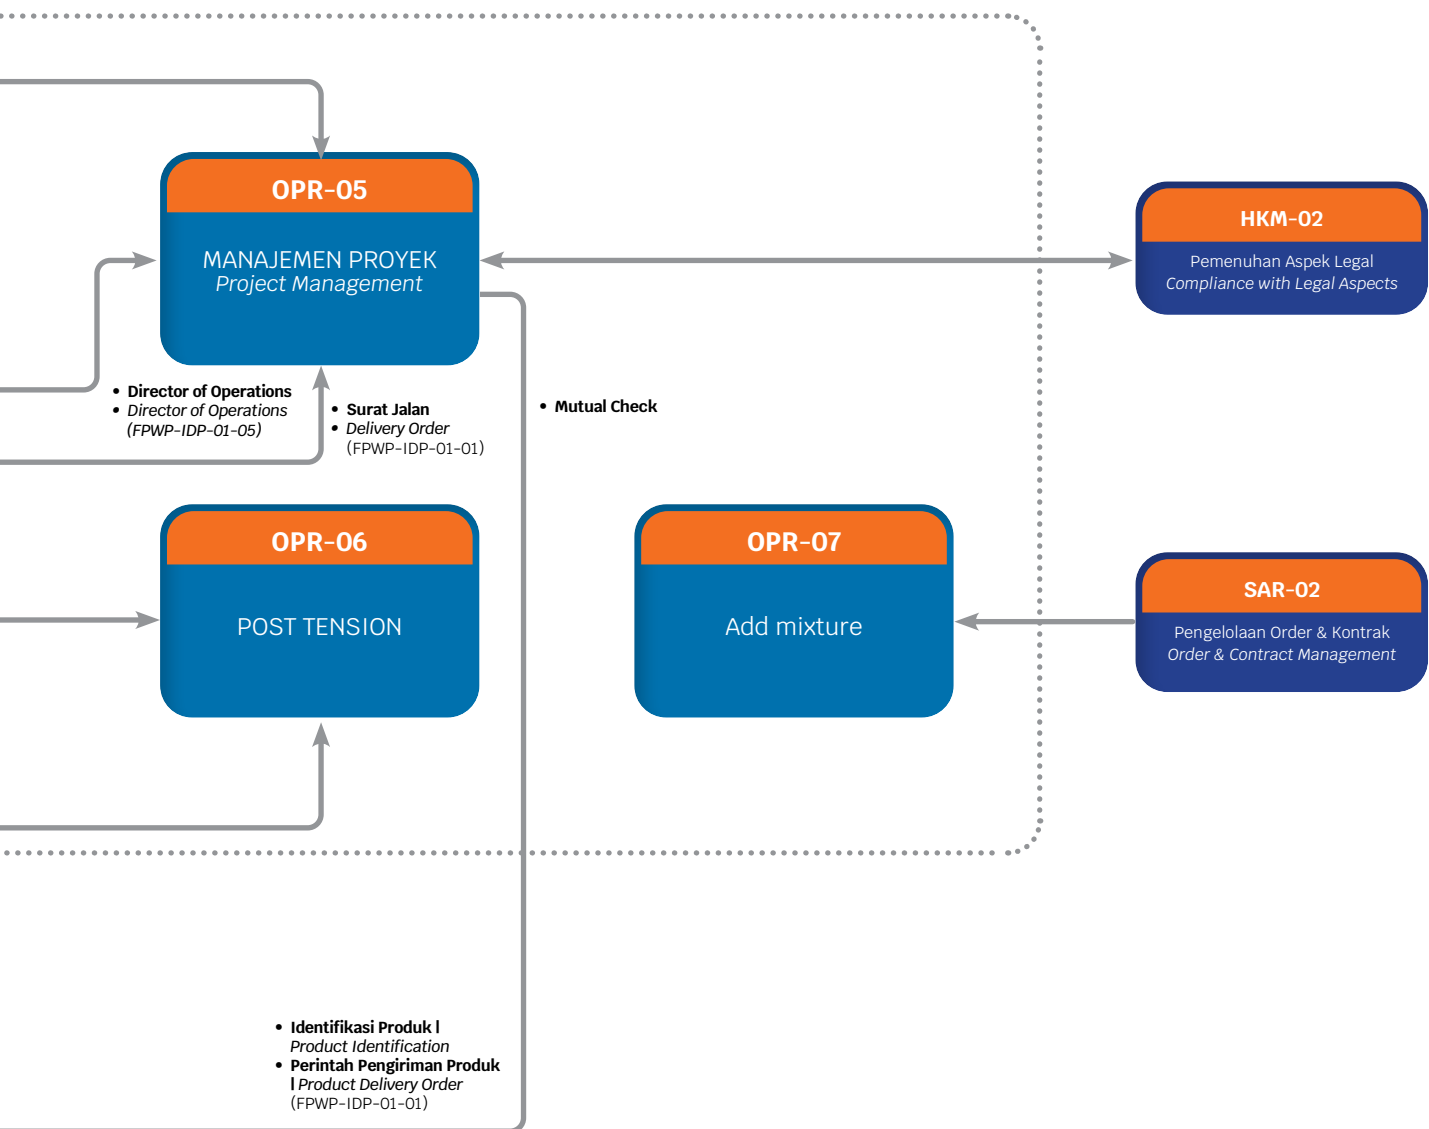 OPR-05
MANAJEMEN PROYEK
Project Management
HKM-02
Pemenuhan Aspek Legal
Compliance with Legal Aspects
• Director of Operations
• Director of Operations
(FPWP-IDP-01-05)
• Surat Jalan
• Delivery Order
(FPWP-IDP-01-01)
• Mutual Check
OPR-06
POST TENSION
OPR-07
Add mixture
SAR-02
Pengelolaan Order & Kontrak
Order & Contract Management
• Identifikasi Produk |
Product Identification
• Perintah Pengiriman Produk
| Product Delivery Order
(FPWP-IDP-01-01)